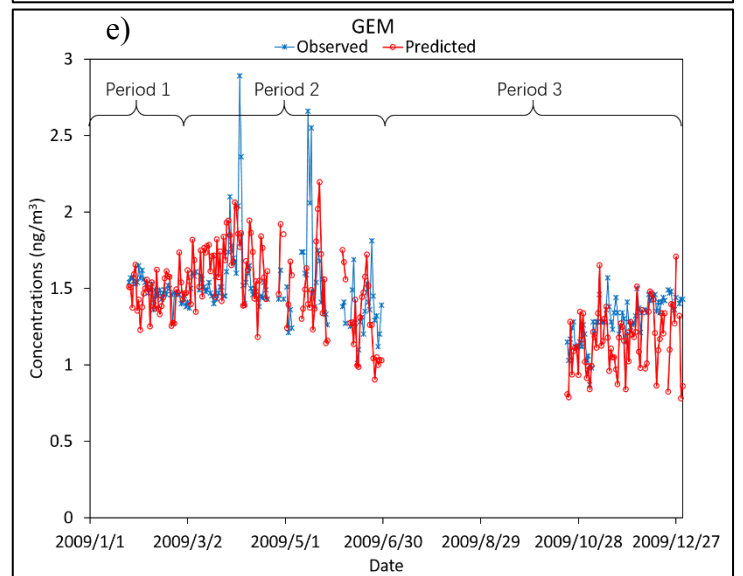 e)
GEM
Observed Predicted
Period 1 Period 2 Period 3
3
2.5
2
1.5
1
0.5
0
Concentrations (ng/m³)
2009/1/1 2009/3/2 2009/5/1 2009/6/30 2009/8/29 2009/10/28 2009/12/27
Date